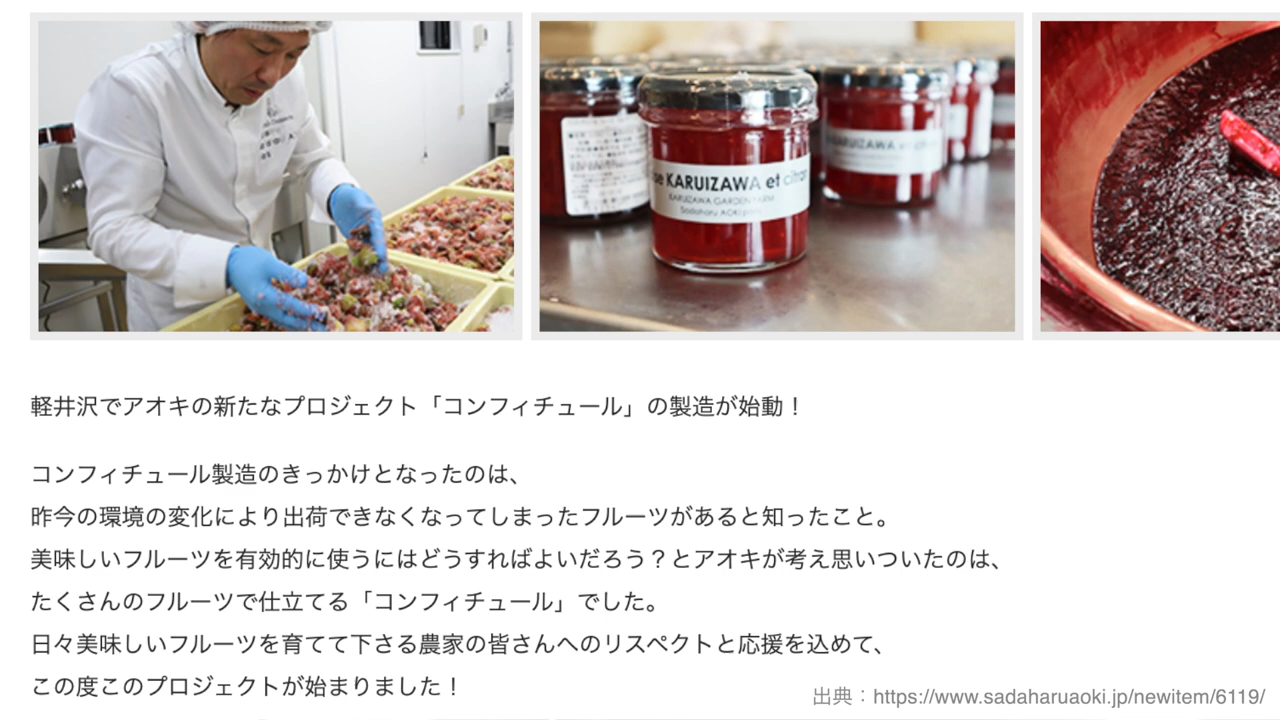 KARUIZAWA et citron
KARUIZAWA GARDEN FARM
Sadaharu AOKI paris
KARUIZAWA et
軽井沢でアオキの新たなプロジェクト「コンフィチュール」の製造が始動！
コンフィチュール製造のきっかけとなったのは、
昨今の環境の変化により出荷できなくなってしまったフルーツがあると知ったこと。
美味しいフルーツを有効的に使うにはどうすればよいだろう？とアオキが考え思いついたのは、
たくさんのフルーツで仕立てる「コンフィチュール」でした。
日々美味しいフルーツを育てて下さる農家の皆さんへのリスペクトと応援を込めて、
この度このプロジェクトが始まりました！
出典：https://www.sadaharuaoki.jp/newitem/6119/